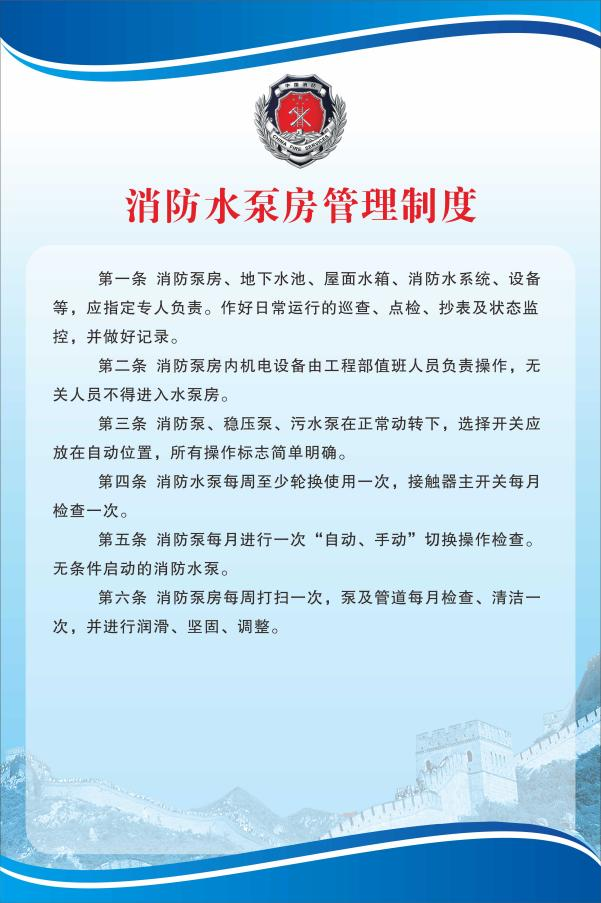 中国消防
CHINA FIRE SERVICES
消防水泵房管理制度
第一条 消防泵房、地下水池、屋面水箱、消防水系统、设备
等，应指定专人负责。作好日常运行的巡查、点检、抄表及状态监
控，并做好记录。
第二条 消防泵房内机电设备由工程部值班人员负责操作，无
关人员不得进入水泵房。
第三条 消防泵、稳压泵、污水泵在正常动转下，选择开关应
放在自动位置，所有操作标志简单明确。
第四条 消防水泵每周至少轮换使用一次，接触器主开关每月
检查一次。
第五条 消防泵每月进行一次“自动、手动”切换操作检查。
无条件启动的消防水泵。
第六条 消防泵房每周打扫一次，泵及管道每月检查、清洁一
次，并进行润滑、坚固、调整。